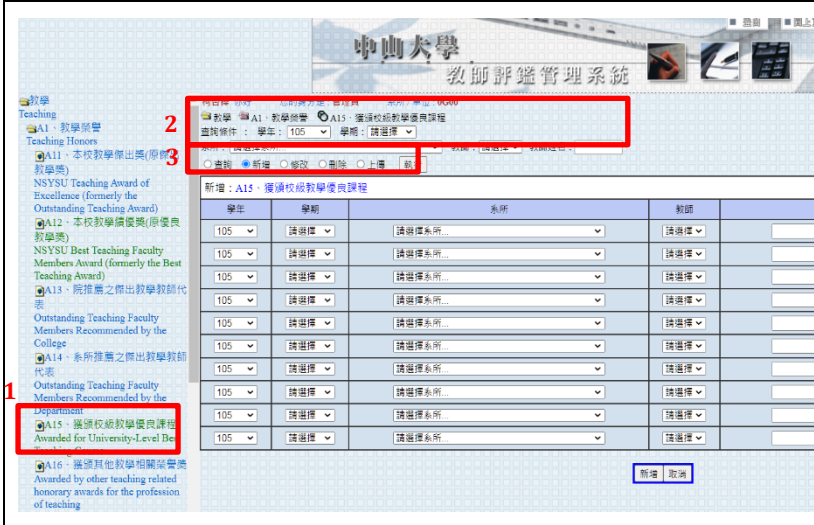 登出
中山大學
教師評鑑管理系統
教學
Teaching
A1、教學榮譽
Teaching Honors
A11、本校教學傑出獎(原傑出
教學獎)
NSYSU Teaching Award of
Excellence (formerly the
Outstanding Teaching Award)
A12、本校教學績優獎(原優良
教學獎)
NSYSU Best Teaching Faculty
Members Award (formerly the Best
Teaching Award)
A13、院推薦之傑出教學教師代
表
Outstanding Teaching Faculty
Members Recommended by the
College
A14、系所推薦之傑出教學教師
代表
Outstanding Teaching Faculty
Members Recommended by the
Department
1
A15、獲頒校級教學優良課程
Awarded for University-Level Bes
A16、獲頒其他教學相關榮譽獎
Awarded by other teaching related
honorary awards for the profession
of teaching
2
教學 A1、教學榮譽 A15、獲頒校級教學優良課程
查詢條件 : 學年: 105 學期: 請選擇
3
查詢 新增 修改 刪除 上傳
新增:A15、獲頒校級教學優良課程
學年 學期 系所 教師
105 請選擇 請選擇系所... 請選擇
105 請選擇 請選擇系所... 請選擇
105 請選擇 請選擇系所... 請選擇
105 請選擇 請選擇系所... 請選擇
105 請選擇 請選擇系所... 請選擇
105 請選擇 請選擇系所... 請選擇
105 請選擇 請選擇系所... 請選擇
105 請選擇 請選擇系所... 請選擇
105 請選擇 請選擇系所... 請選擇
105 請選擇 請選擇系所... 請選擇
新增 取消